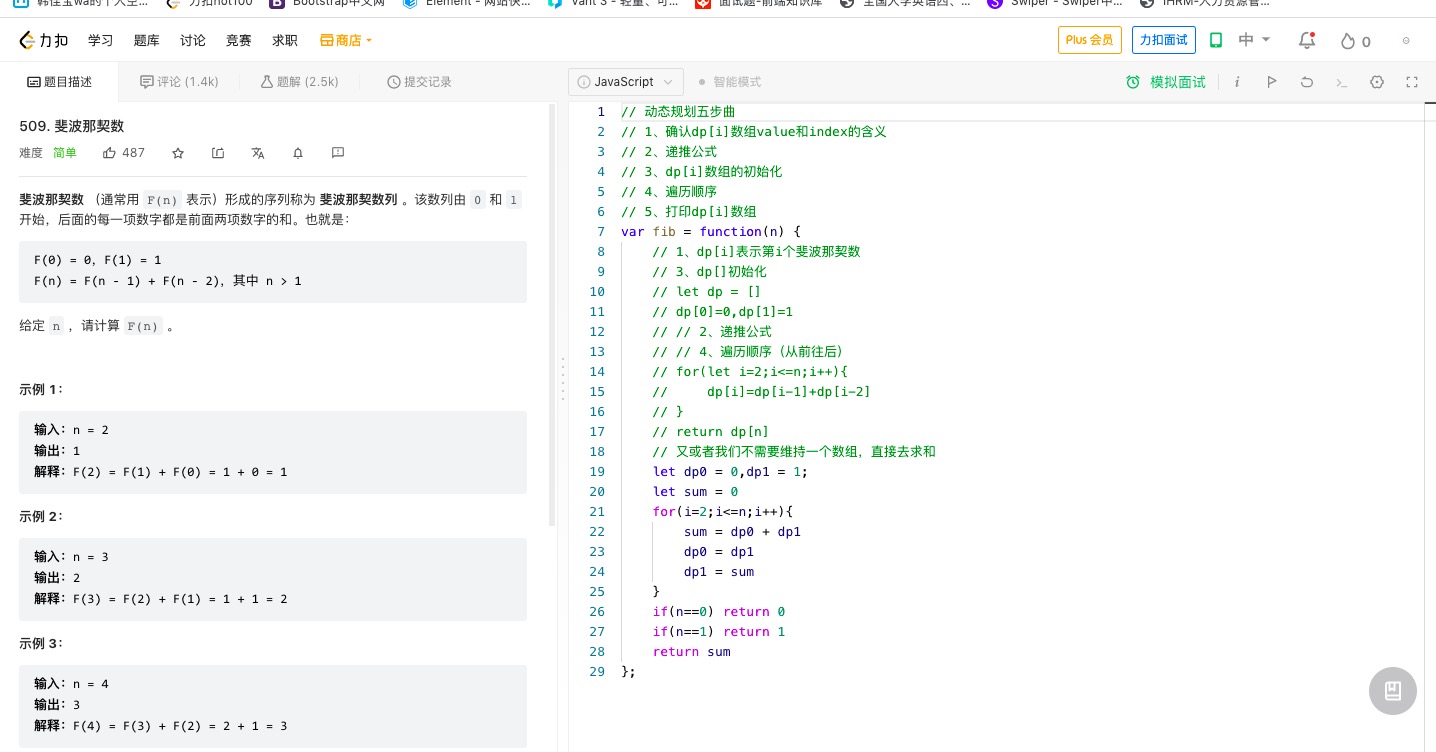 力扣hot100
Bootstrap中文网
Element - 网站快...
Vant 3 - 轻量、可...
面试题-前端知识库
全国大学英语四、...
Swiper - Swiper中...
IHRM-人力资源管...
力扣 学习 题库 讨论 竞赛 求职 商店
Plus 会员 力扣面试 中 0
题目描述 评论 (1.4k) 题解 (2.5k) 提交记录
JavaScript 智能模式 模拟面试
509. 斐波那契数
难度 简单 487
斐波那契数 （通常用 F(n) 表示）形成的序列称为 斐波那契数列 。该数列由 0 和 1
开始，后面的每一项数字都是前面两项数字的和。也就是：
F(0) = 0，F(1) = 1
F(n) = F(n - 1) + F(n - 2)，其中 n > 1
给定 n ，请计算 F(n) 。
示例 1：
输入：n = 2
输出：1
解释：F(2) = F(1) + F(0) = 1 + 0 = 1
示例 2：
输入：n = 3
输出：2
解释：F(3) = F(2) + F(1) = 1 + 1 = 2
示例 3：
输入：n = 4
输出：3
解释：F(4) = F(3) + F(2) = 2 + 1 = 3
1 // 动态规划五步曲
2 // 1、确认dp[i]数组value和index的含义
3 // 2、递推公式
4 // 3、dp[i]数组的初始化
5 // 4、遍历顺序
6 // 5、打印dp[i]数组
7 var fib = function(n) {
8 // 1、dp[i]表示第i个斐波那契数
9 // 3、dp[]初始化
10 // let dp = []
11 // dp[0]=0,dp[1]=1
12 // // 2、递推公式
13 // // 4、遍历顺序（从前往后）
14 // for(let i=2;i<=n;i++){
15 //     dp[i]=dp[i-1]+dp[i-2]
16 // }
17 // return dp[n]
18 // 又或者我们不需要维持一个数组，直接去求和
19 let dp0 = 0,dp1 = 1;
20 let sum = 0
21 for(i=2;i<=n;i++){
22 sum = dp0 + dp1
23 dp0 = dp1
24 dp1 = sum
25 }
26 if(n==0) return 0
27 if(n==1) return 1
28 return sum
29 };